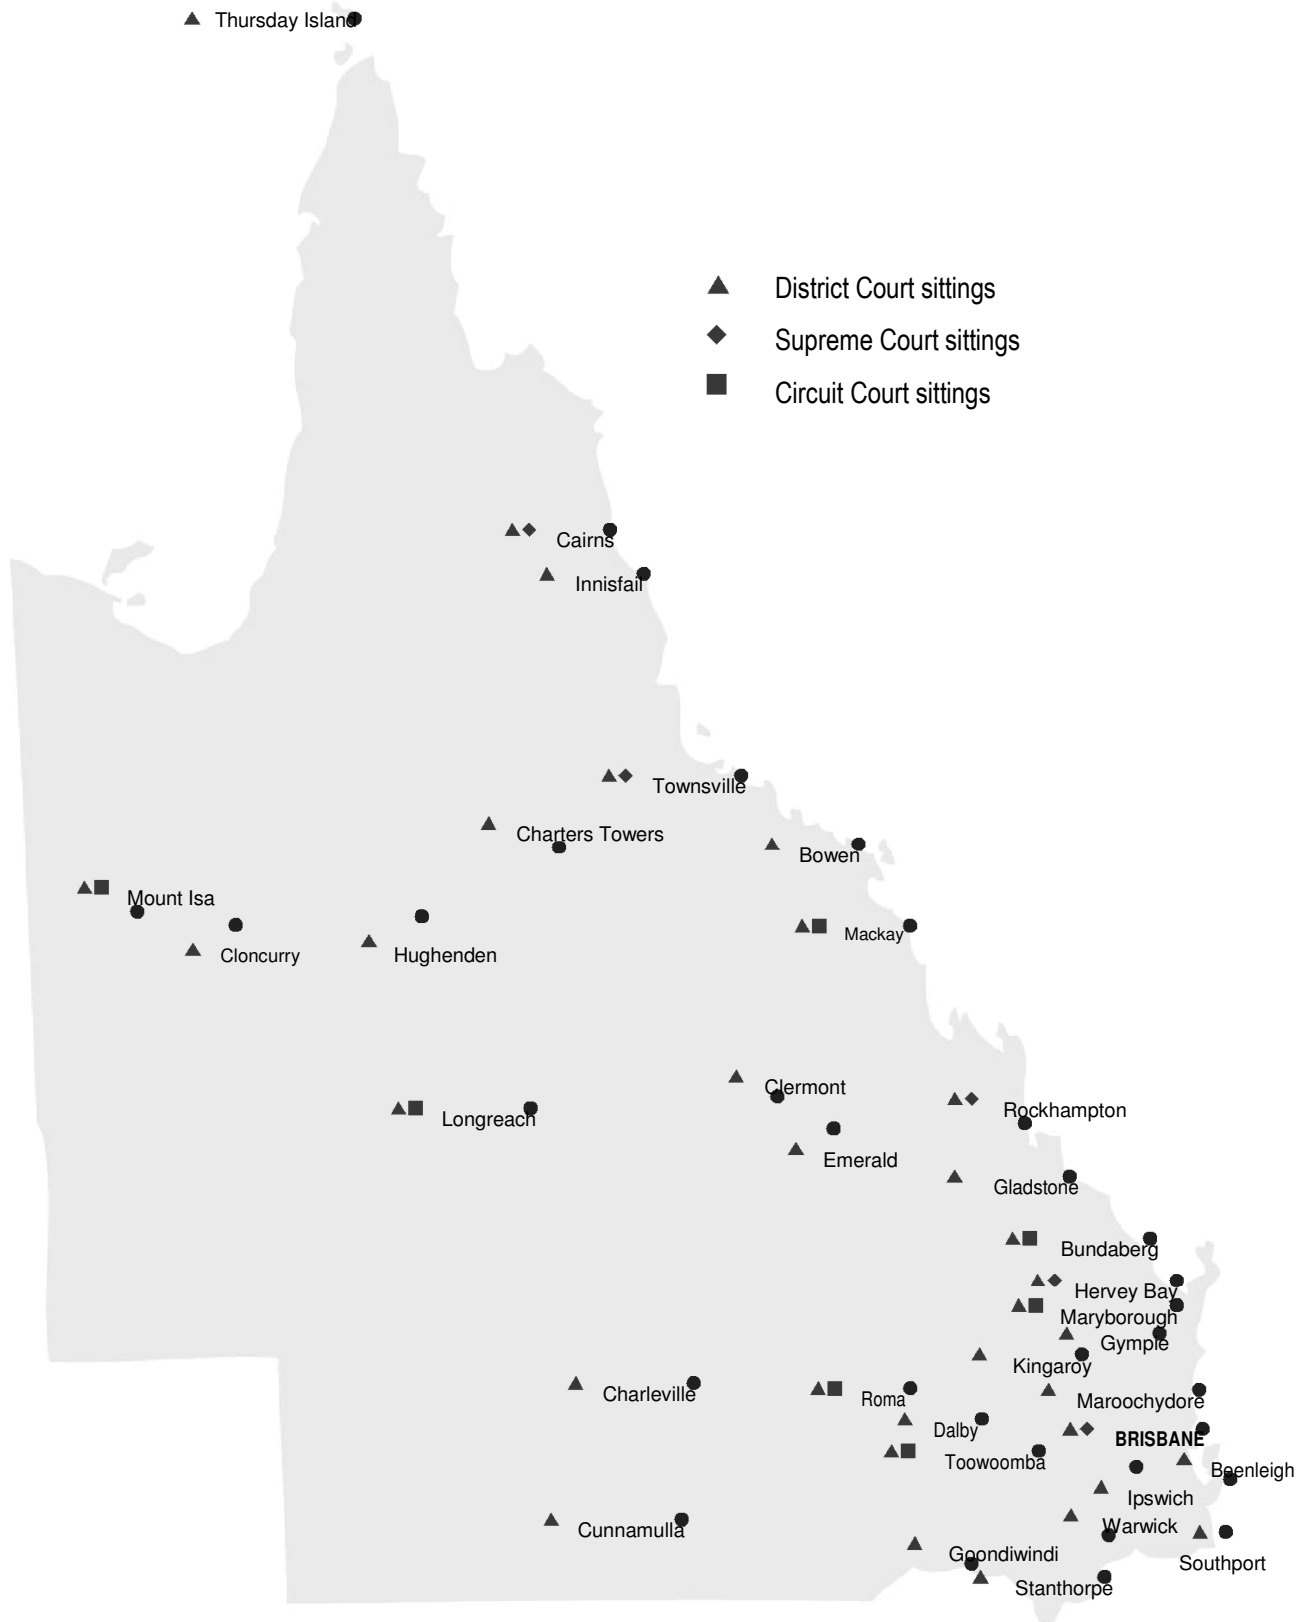 Thursday Island
District Court sittings
Supreme Court sittings
Circuit Court sittings
Cairns
Innisfail
Townsville
Charters Towers
Bowen
Mount Isa
Mackay
Cloncurry
Hughenden
Clermont
Longreach
Rockhampton
Emerald
Gladstone
Bundaberg
Hervey Bay
Maryborough
Gympie
Kingaroy
Charleville
Roma
Maroochydore
Dalby
BRISBANE
Toowoomba
Beenleigh
Ipswich
Cunnamulla
Warwick
Goondiwindi
Southport
Stanthorpe